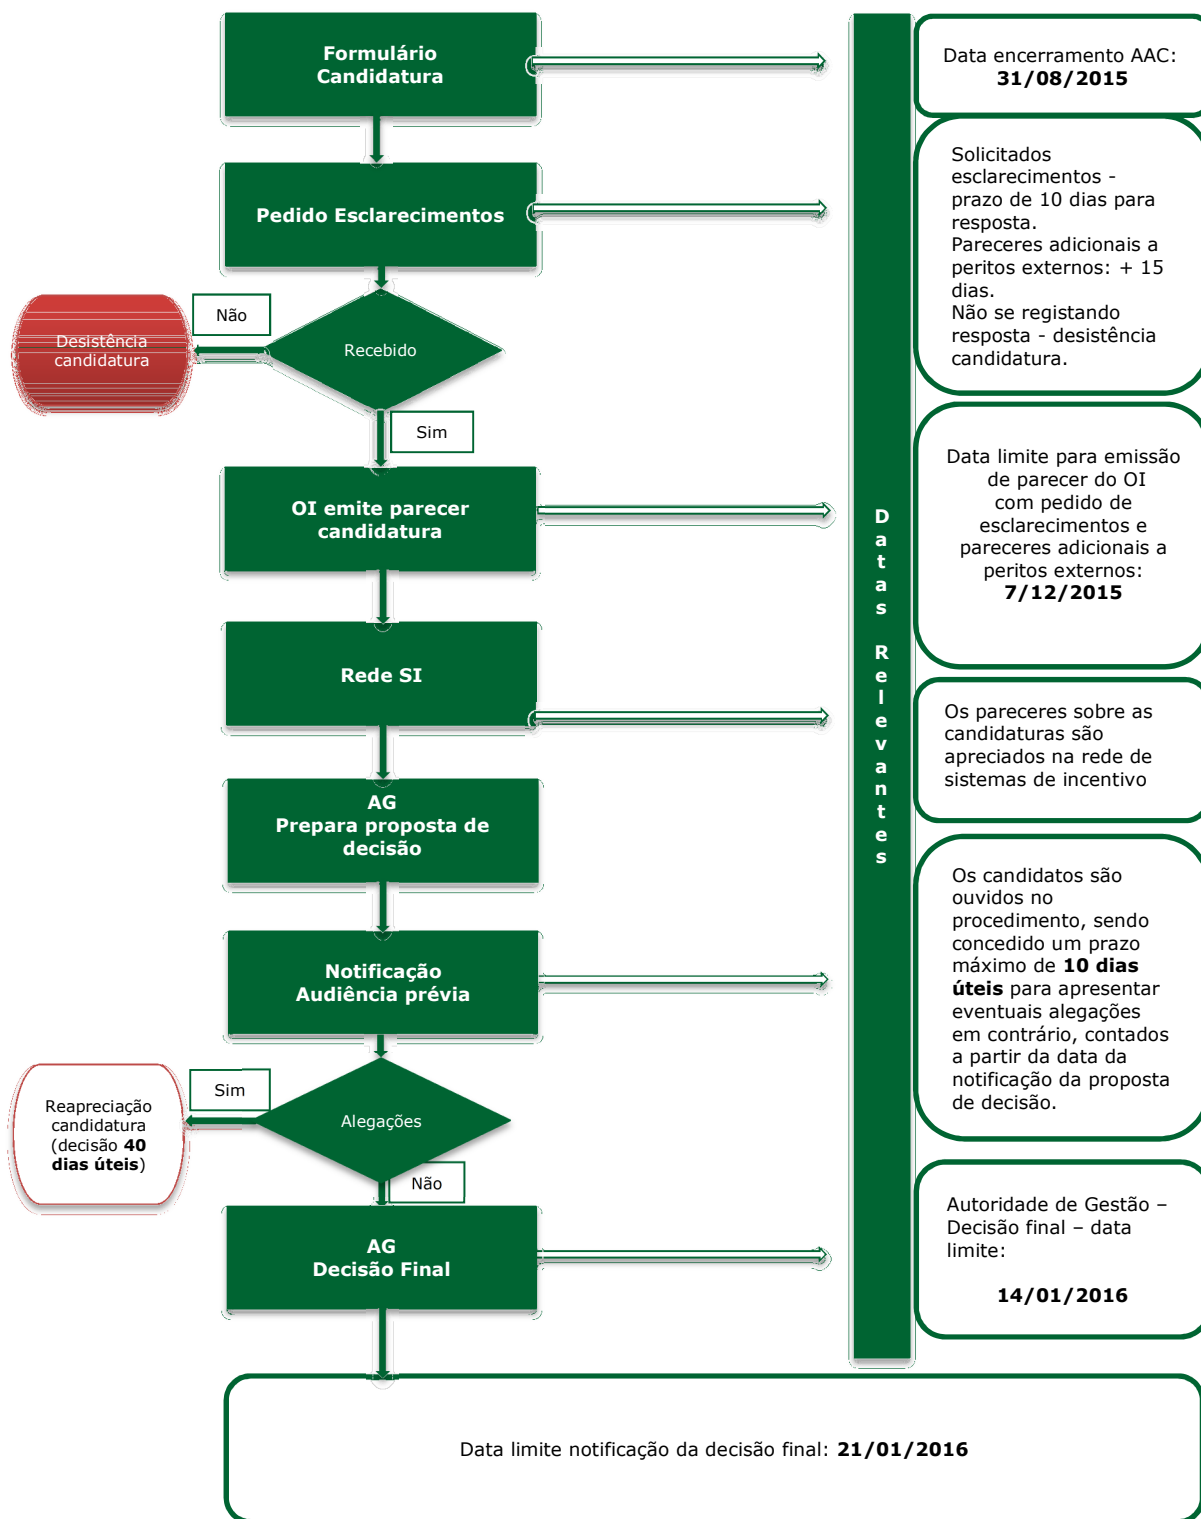 Formulário
Candidatura
Data encerramento AAC:
31/08/2015
Pedido Esclarecimentos
Solicitados
esclarecimentos -
prazo de 10 dias para
resposta.
Pareceres adicionais a
peritos externos: + 15
dias.
Não se registando
resposta - desistência
candidatura.
Não
Desistência
candidatura
Recebido
Sim
OI emite parecer
candidatura
Data limite para emissão
de parecer do OI
com pedido de
esclarecimentos e
pareceres adicionais a
peritos externos:
7/12/2015
Datas Relevantes
Rede SI
Os pareceres sobre as
candidaturas são
apreciados na rede de
sistemas de incentivo
AG
Prepara proposta de
decisão
Notificação
Audiência prévia
Os candidatos são
ouvidos no
procedimento, sendo
concedido um prazo
máximo de 10 dias
úteis para apresentar
eventuais alegações
em contrário, contados
a partir da data da
notificação da proposta
de decisão.
Sim
Reapreciação
candidatura
(decisão 40
dias úteis)
Alegações
Não
AG
Decisão Final
Autoridade de Gestão –
Decisão final – data
limite:
14/01/2016
Data limite notificação da decisão final: 21/01/2016